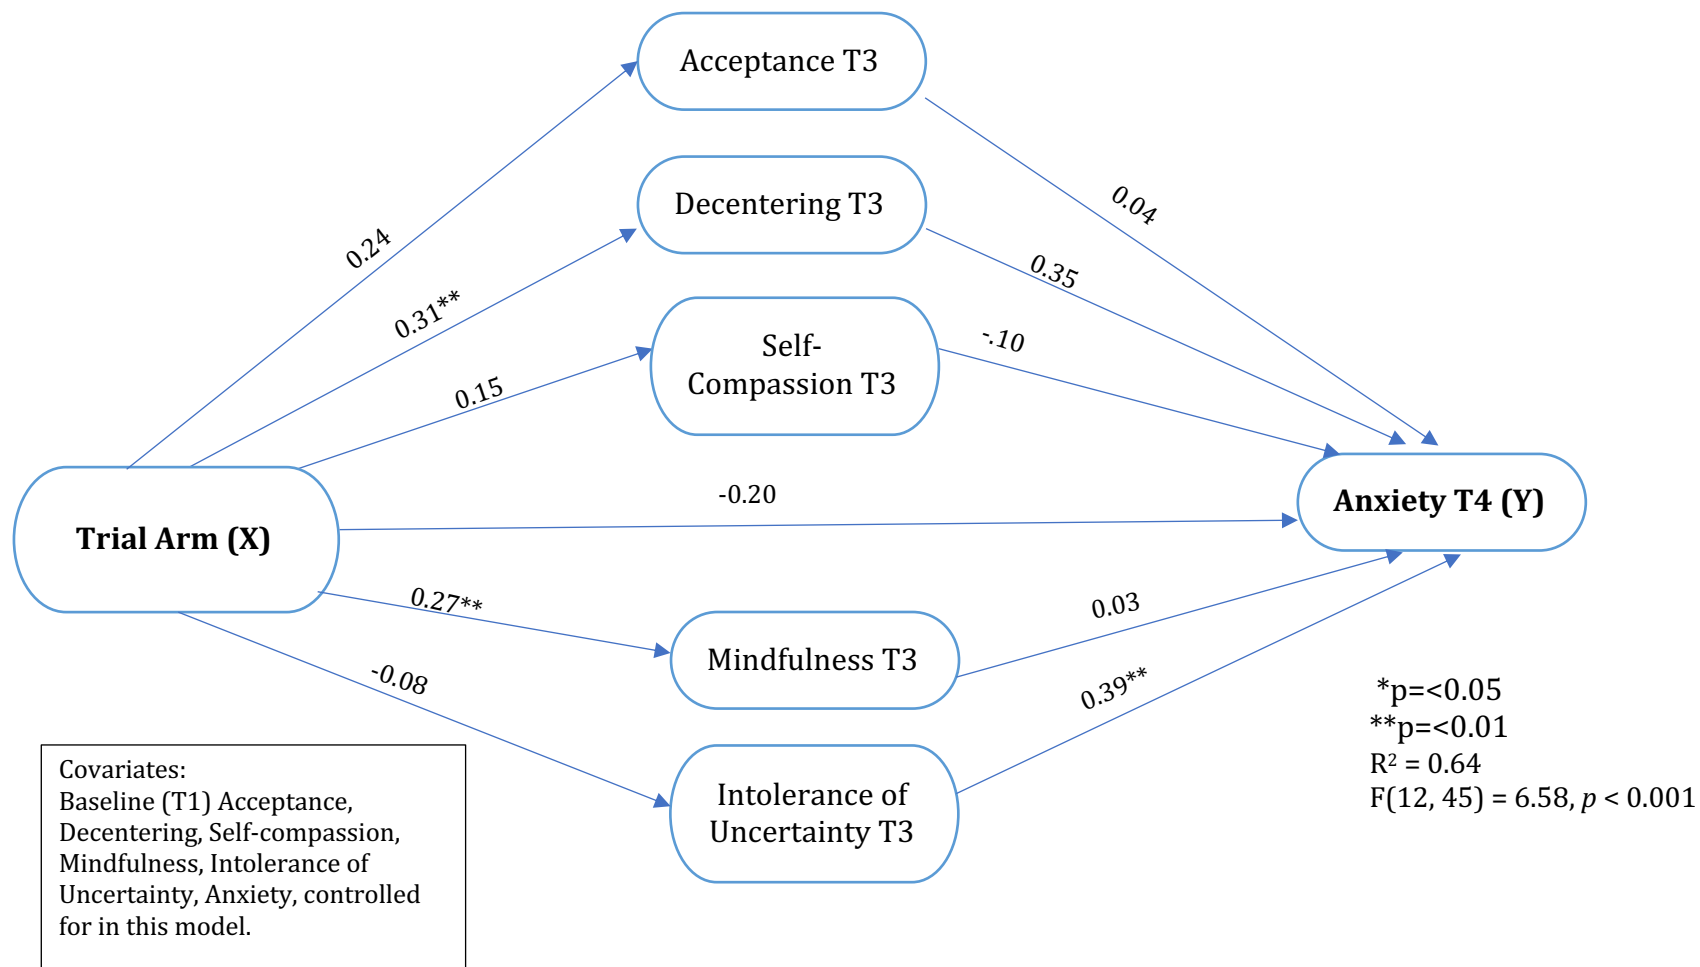 Acceptance T3
0.24
0.04
Decentering T3
0.31**
0.35
Self-
Compassion T3
0.15
-.10
Trial Arm (X)
-0.20
Anxiety T4 (Y)
0.27**
Mindfulness T3
0.03
-0.08
Intolerance of
Uncertainty T3
0.39**
*p=<0.05
**p=<0.01
R² = 0.64
F(12, 45) = 6.58, p < 0.001
Covariates:
Baseline (T1) Acceptance,
Decentering, Self-compassion,
Mindfulness, Intolerance of
Uncertainty, Anxiety, controlled
for in this model.